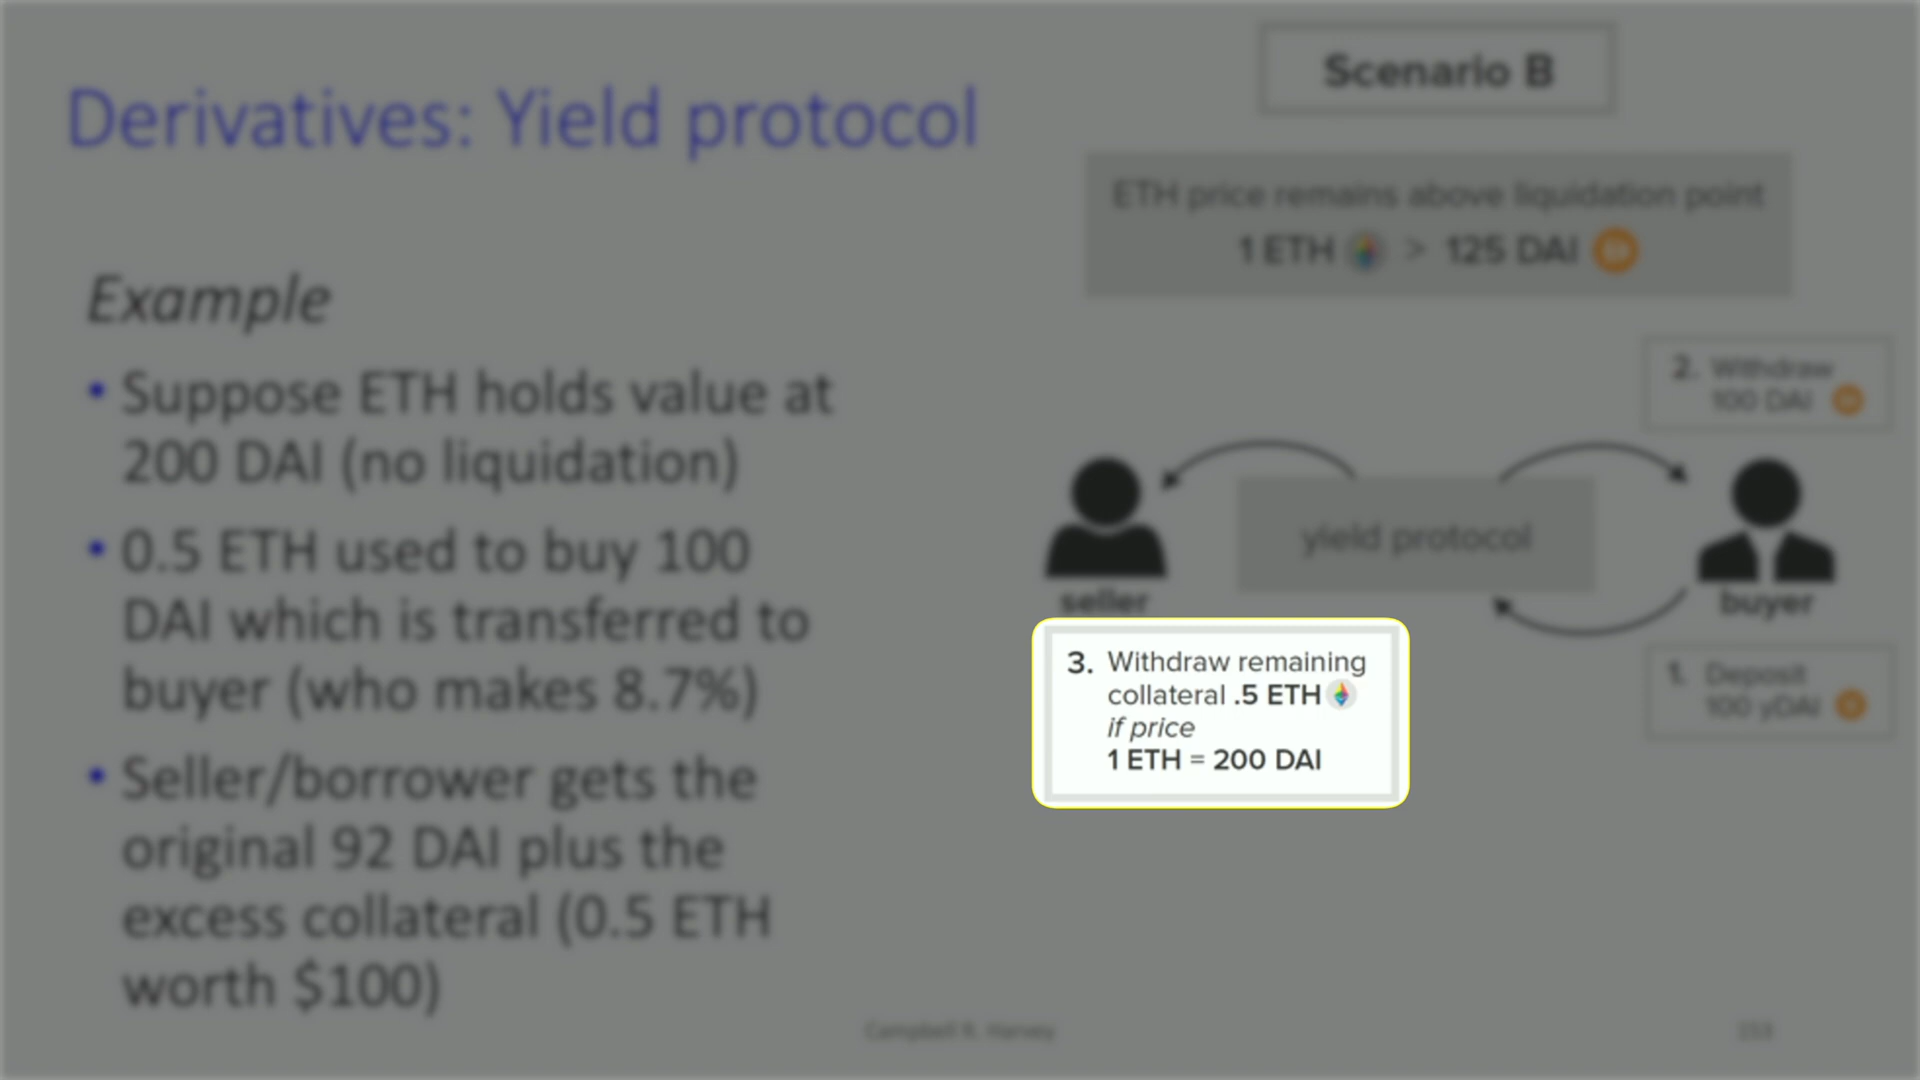 Derivatives: Yield protocol
Example
• Suppose ETH holds value at
200 DAI (no liquidation)
• 0.5 ETH used to buy 100
DAI which is transferred to
buyer (who makes 8.7%)
• Seller/borrower gets the
original 92 DAI plus the
excess collateral (0.5 ETH
worth $100)
Scenario B
ETH price remains above liquidation point
1 ETH > 125 DAI
2. Withdraw
100 DAI
yield protocol
seller
buyer
3. Withdraw remaining
collateral .5 ETH
if price
1 ETH = 200 DAI
1. Deposit
100 yDAI
Campbell R. Harvey